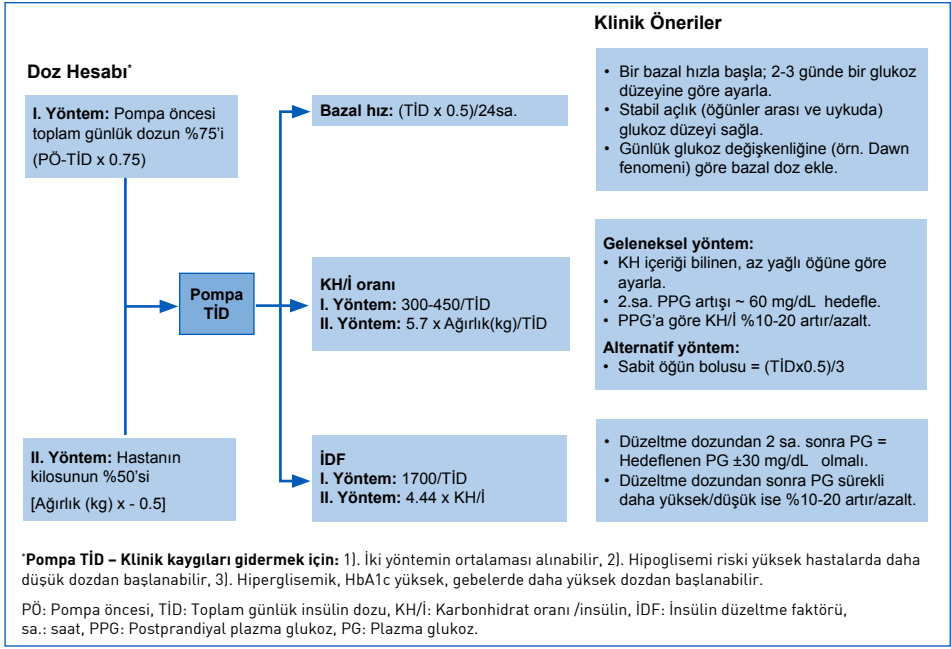 Klinik Öneriler
Doz Hesabı*
I. Yöntem: Pompa öncesi
toplam günlük dozun %75’i
(PÖ-TİD x 0.75)
II. Yöntem: Hastanın
kilosunun %50’si
[Ağırlık (kg) x - 0.5]
Pompa
TİD
Bazal hız: (TİD x 0.5)/24sa.
• Bir bazal hızla başla; 2-3 günde bir glukoz
düzeyine göre ayarla.
• Stabil açlık (öğünler arası ve uykuda)
glukoz düzeyi sağla.
• Günlük glukoz değişkenliğine (örn. Dawn
fenomeni) göre bazal doz ekle.
KH/İ oranı
I. Yöntem: 300-450/TİD
II. Yöntem: 5.7 x Ağırlık(kg)/TİD
Geleneksel yöntem:
• KH içeriği bilinen, az yağlı öğüne göre
ayarla.
• 2.sa. PPG artışı ~ 60 mg/dL hedefle.
• PPG’a göre KH/İ %10-20 artır/azalt.
Alternatif yöntem:
• Sabit öğün bolusu = (TİDx0.5)/3
İDF
I. Yöntem: 1700/TİD
II. Yöntem: 4.44 x KH/İ
• Düzeltme dozundan 2 sa. sonra PG =
Hedeflenen PG ±30 mg/dL olmalı.
• Düzeltme dozundan sonra PG sürekli
daha yüksek/düşük ise %10-20 artır/azalt.
*Pompa TİD – Klinik kaygıları gidermek için: 1). İki yöntemin ortalaması alınabilir, 2). Hipoglisemi riski yüksek hastalarda daha
düşük dozdan başlanabilir, 3). Hiperglisemik, HbA1c yüksek, gebelerde daha yüksek dozdan başlanabilir.
PÖ: Pompa öncesi, TİD: Toplam günlük insülin dozu, KH/İ: Karbonhidrat oranı /insülin, İDF: İnsülin düzeltme faktörü,
sa.: saat, PPG: Postprandiyal plazma glukoz, PG: Plazma glukoz.